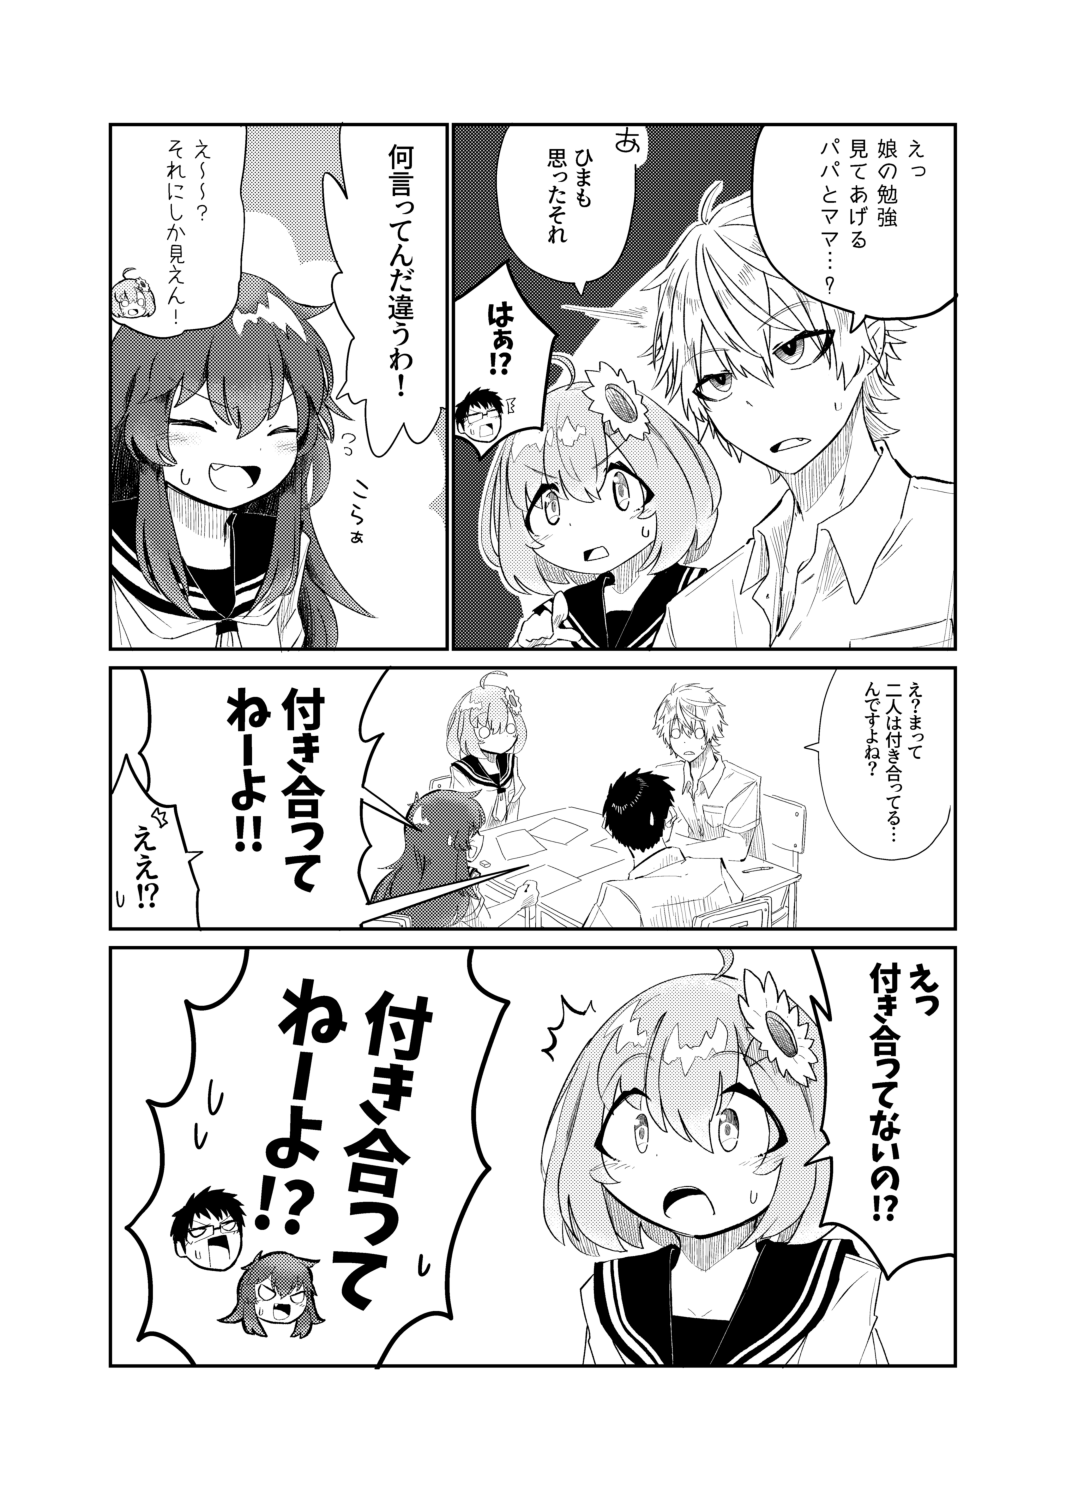 えっ
娘の勉強
見てあげる
パパとママ…?
あ
ひまも
思ったそれ
はぁ!?
何言ってんだ違うわ!
こらぁ
え〜〜?
それにしか見えん!
え?まって
二人は付き合ってる…
んですよね?
付き合って
ねーよ!!
ええ!?
えっ
付き合ってないの!?
付き合って
ねーよ!?